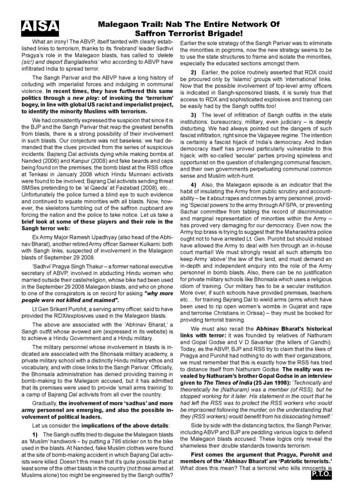 AISA
Malegaon Trail: Nab The Entire Network Of
Saffron Terrorist Brigade!
What an irony! The ABVP, itself tainted with clearly estab-
lished links to terrorism, thanks to its 'firebrand' leader Sadhvi
Pragya's role in the Malegaon blasts, has called to 'delete
(sic!) and deport Bangladeshis' who according to ABVP have
infiltrated India to spread terror.
The Sangh Parivar and the ABVP have a long history of
colluding with imperial forces and indulging in communal
violence. In recent times, they have furthered this same
politics through a new ploy: of invoking the 'terrorism'
bogey, in line with global US racist and imperialist project,
to identify the minority Muslims with terrorism.
We had consistently expressed the suspicion that since it is
the BJP and the Sangh Parivar that reap the greatest benefits
from blasts, there is a strong possibility of their involvement
in such blasts. Our conjecture was not baseless: we had de-
manded that the clues provided from the series of suspicious
incidents: Bajrang Dal activists dying while making bombs at
Nanded (2006) and Kanpur (2008) and fake beards and caps
being found on the premises, the bomb blast at the RSS office
at Tenkasi in January 2008 which Hindu Munnani activists
were found to be involved, Bajrang Dal activists sending threat
SMSes pretending to be 'al Qaeda' at Faizabad (2008), etc...
Unfortunately the police turned a blind eye to such evidence
and continued to equate minorities with all blasts. Now, how-
ever, the skeletons tumbling out of the saffron cupboard are
forcing the nation and the police to take notice. Let us take a
brief look at some of these players and their role in the
Sangh terror web:
Ex Army Major Ramesh Upadhyay (also head of the Abhi-
nav Bharat), another retired Army officer Sameer Kulkarni: both
with Sangh links, suspected of involvement in the Malegaon
blasts of September 29 2008.
'Sadhvi' Pragya Singh Thakur – a former national executive
secretary of ABVP, involved in abducting Hindu women who
married outside their caste/religion, whose bike had been used
in the September 29 2008 Malegaon blasts, and who on phone
to one of the conspirators is on record for asking "why more
people were not killed and maimed".
Lt Gen Srikant Purohit, a serving army officer, said to have
provided the RDX/explosives used in the Malegaon blasts.
The above are associated with the 'Abhinav Bharat,' a
Sangh outfit whose avowed aim (expressed in its website) is
to achieve a Hindu Government and a Hindu military.
The military personnel whose involvement in blasts is in-
dicated are associated with the Bhonsala military academy, a
private military school with a distinctly Hindu military ethos and
vocabulary, and with close links to the Sangh Parivar. Officially,
the Bhonsala administration has denied providing training in
bomb-making to the Malegaon accused, but it has admitted
that its premises were used to provide 'small arms training' to
a camp of Bajrang Dal activists from all over the country.
Gradually, the involvement of more 'sadhus' and more
army personnel are emerging, and also the possible in-
volvement of political leaders.
Let us consider the implications of the above details:
1) The Sangh outfits tried to disguise the Malegaon blasts
as 'Muslim' handiwork – by putting a 786 sticker on to the bike
used in the blasts. At Nanded, fake 'Muslim' beards were found
at the site of bomb-making accident in which Bajrang Dal activ-
ists were killed. Doesn't this mean that it's quite possible that at
least some of the other blasts in the country (not those aimed at
Muslims alone) too might be engineered by the Sangh outfits?
Earlier the sole strategy of the Sangh Parivar was to eliminate
the minorities in pogroms, now the new strategy seems to be
to use the state structures to frame and isolate the minorities,
especially the educated sections amongst them.
2) Earlier, the police routinely asserted that RDX could
be procured only by 'Islamic' groups with 'international' links.
Now that the possible involvement of top-level army officers
is indicated in Sangh-sponsored blasts, it is surely true that
access to RDX and sophisticated explosives and training can
be easily had by the Sangh outfits too!
3) The level of infiltration of Sangh outfits in the state
institutions: bureaucracy, military, even judiciary – is deeply
disturbing. We had always pointed out the dangers of such
fascist infiltration, right since the Vajpayee regime. The intention
is certainly a fascist hijack of India's democracy. And Indian
democracy itself has proved particularly vulnerable to this
hijack: with so-called 'secular' parties proving spineless and
opportunist on the question of challenging communal fascism,
and their own governments perpetuating communal common
sense and Muslim witch-hunt.
4) Also, the Malegaon episode is an indicator that the
habit of insulating the Army from public scrutiny and account-
ability – be it about rapes and crimes by army personnel, provid-
ing 'Special powers' to the army through AFSPA, or preventing
Sachar committee from tabling the record of discrimination
and marginal representation of minorities within the Army –
has proved very damaging for our democracy. Even now, the
Army top brass is trying to suggest that the Maharashtra police
ought not to have arrested Lt. Gen. Purohit but should instead
have allowed the Army to deal with him through an in-house
court martial! We must strongly resist all such attempts too
keep Army 'above' the law of the land, and must demand an
impartial and independent enquiry into the role of the Army
personnel in bomb blasts. Also, there can be no justification
for private military schools like Bhonsala which uses a religious
idiom of training. Our military has to be a secular institution.
More over, if such schools have provided premises, teachers
etc... for training Bajrang Dal to wield arms (arms which have
been used to rip open women's wombs in Gujarat and rape
and terrorise Christians in Orissa) – they must be booked for
providing terrorist training.
We must also recall the Abhinav Bharat's historical
links with terror; it was founded by relatives of Nathuram
and Gopal Godse and V D Savarkar (the killers of Gandhi).
Today, as the ABVP, BJP and RSS try to claim that the likes of
Pragya and Purohit had nothing to do with their organizations,
we must remember that this is exactly how the RSS has tried
to distance itself from Nathuram Godse. The reality was re-
vealed by Nathuram's brother Gopal Godse in an interview
given to The Times of India (25 Jan 1998): 'Technically and
theoretically he (Nathuram) was a member (of RSS), but he
stopped working for it later. His statement in the court that he
had left the RSS was to protect the RSS workers who would
be imprisoned following the murder, on the understanding that
they (RSS workers) would benefit from his dissociating himself.'
Side by side with the distancing tactics, the Sangh Parivar,
including ABVP and BJP are peddling various logics to defend
the Malegaon blasts accused. These logics only reveal the
shameless their double standards towards terrorism.
First comes the argument that Pragya, Purohit and
members of the 'Abhinav Bharat' are 'Patriotic terrorists.'
What does this mean? That a terrorist who kills innocents is
P.T.O.